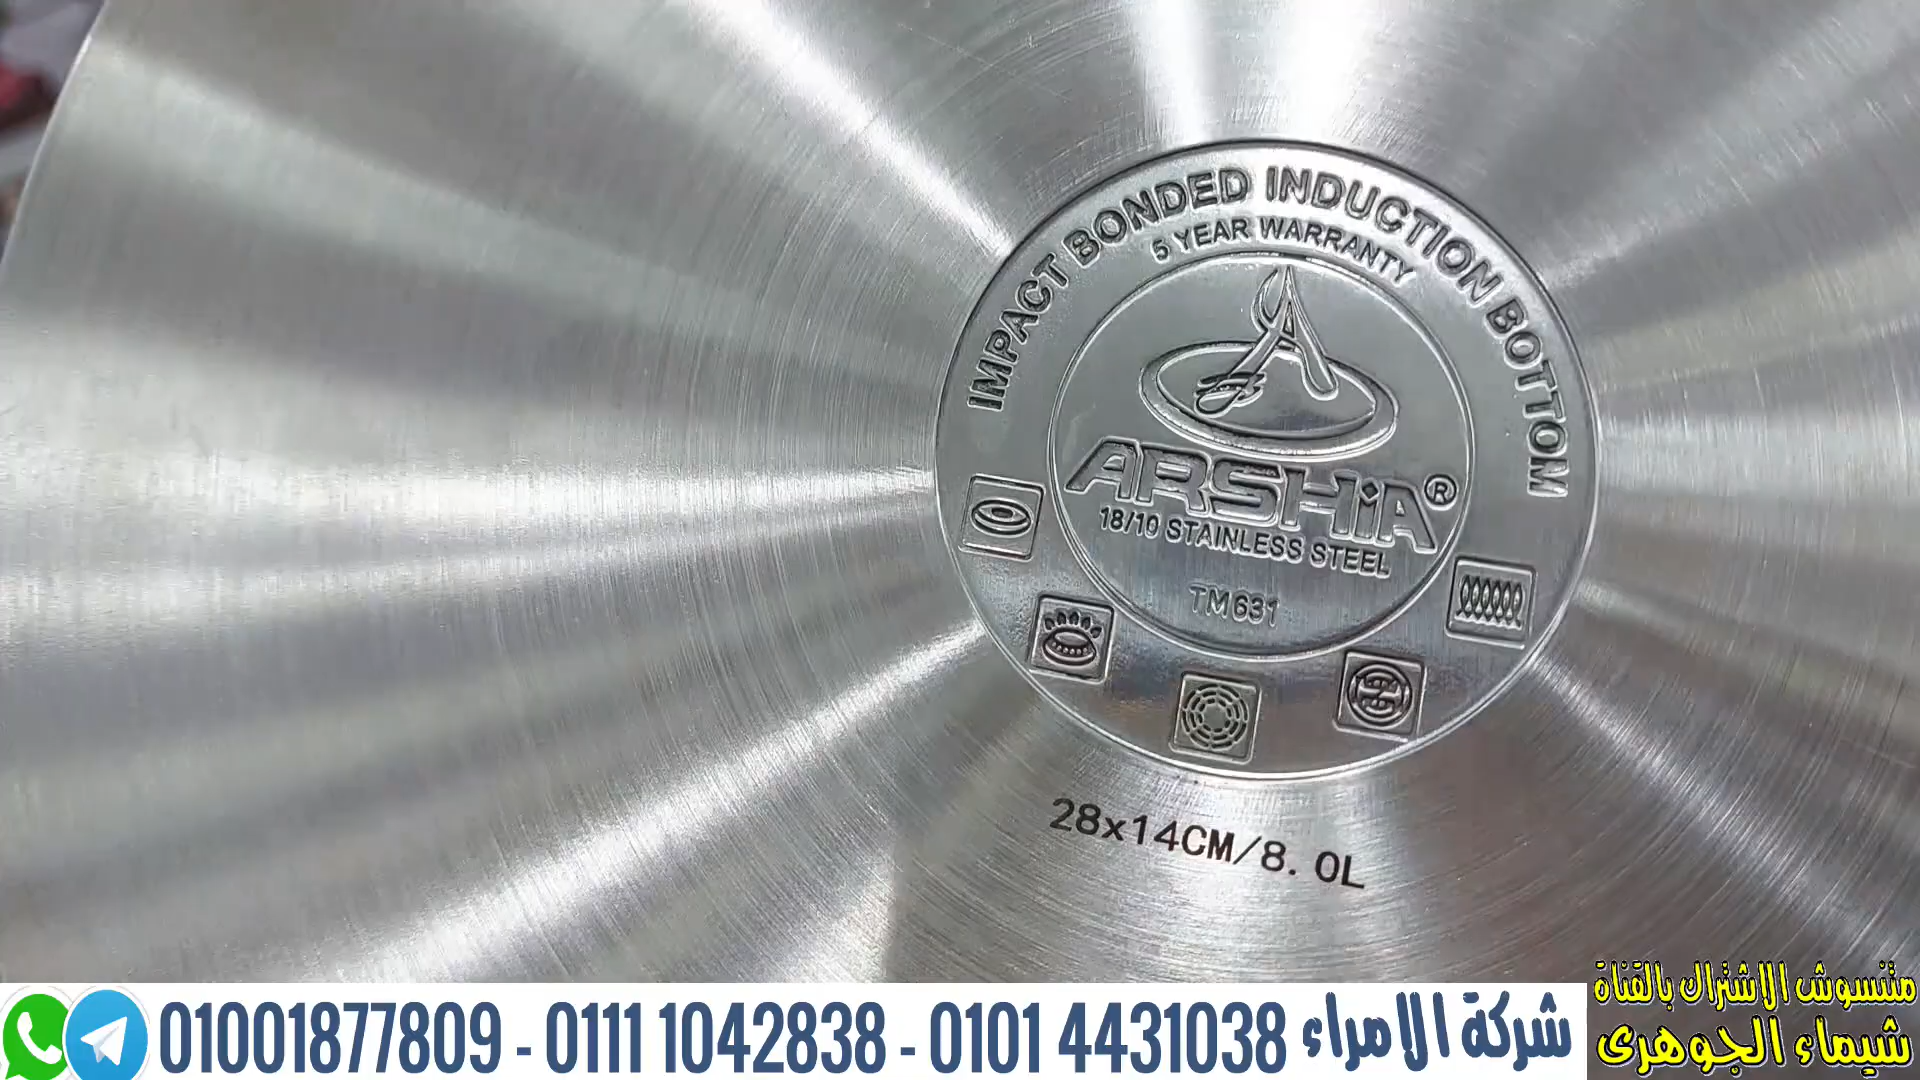 IMPACT BONDED INDUCTION BOTTOM
5 YEAR WARRANTY
ARSHiA®
18/10 STAINLESS STEEL
TM631
28x14CM/8.0L
متنسوش الاشتراك بالقناة
شيماء الجوهرى
01001877809 - 0111 1042838 - 0101 4431038 شركة الامراء